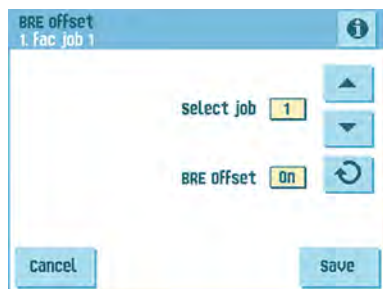 BRE offset
1. Fac job 1
Select job 1
BRE offset On
Cancel
Save